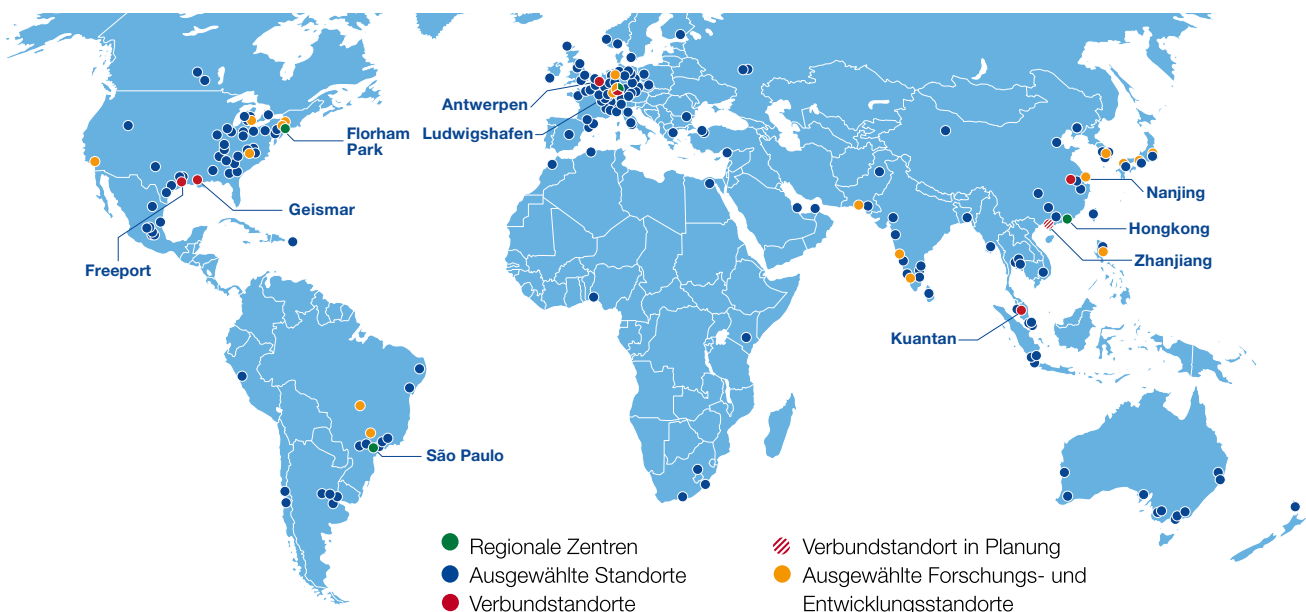 Antwerpen
Ludwigshafen
Florham
Park
Geismar
Freeport
Nanjing
Hongkong
Zhanjiang
Kuantan
São Paulo
Regionale Zentren
Ausgewählte Standorte
Verbundstandorte
Verbundstandort in Planung
Ausgewählte Forschungs- und
Entwicklungsstandorte